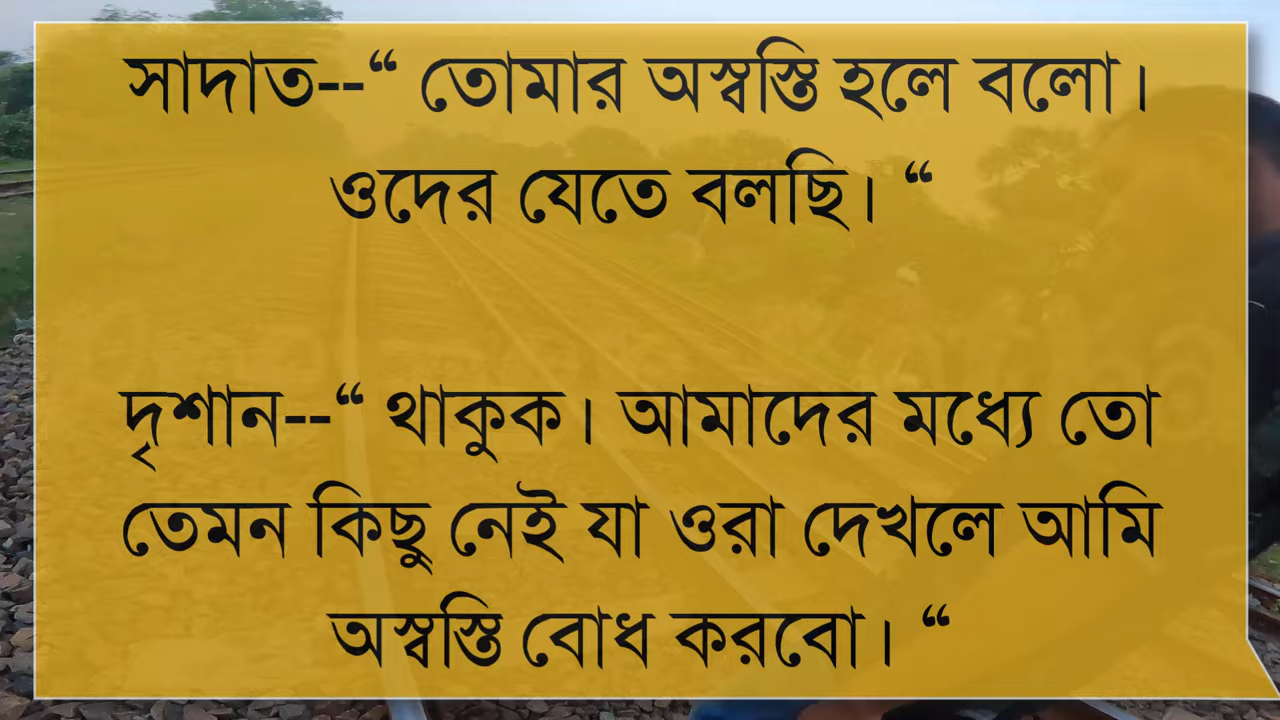 সাদাত--“ তোমার অস্বস্তি হলে বলো।
ওদের যেতে বলছি। “
দৃশান--“ থাকুক। আমাদের মধ্যে তো
তেমন কিছু নেই যা ওরা দেখলে আমি
অস্বস্তি বোধ করবো। “